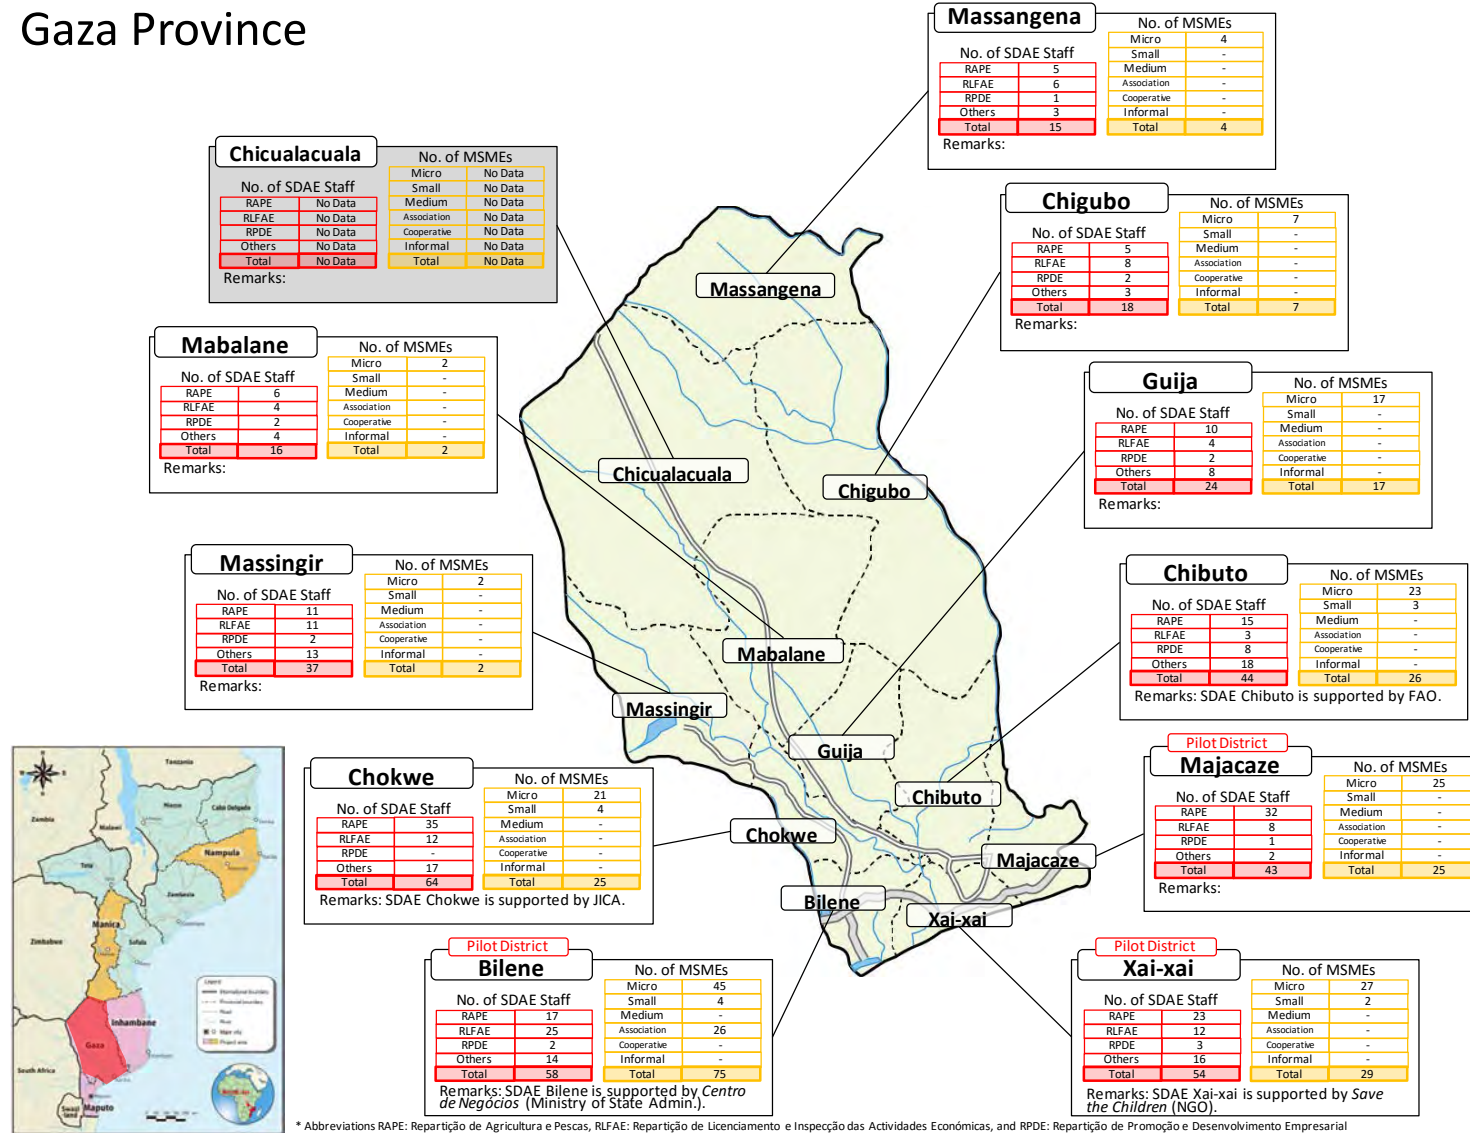 Gaza Province
Massangena
No. of SDAE Staff
RAPE 5
RLFAE 6
RPDE 1
Others 3
Total 15
Remarks:
No. of MSMEs
Micro 4
Small -
Medium -
Association -
Cooperative -
Informal -
Total 4
Chicualacuala
No. of SDAE Staff
RAPE No Data
RLFAE No Data
RPDE No Data
Others No Data
Total No Data
Remarks:
No. of MSMEs
Micro No Data
Small No Data
Medium No Data
Association No Data
Cooperative No Data
Informal No Data
Total No Data
Chigubo
No. of SDAE Staff
RAPE 5
RLFAE 8
RPDE 2
Others 3
Total 18
Remarks:
No. of MSMEs
Micro 7
Small -
Medium -
Association -
Cooperative -
Informal -
Total 7
Mabalane
No. of SDAE Staff
RAPE 6
RLFAE 4
RPDE 2
Others 4
Total 16
Remarks:
No. of MSMEs
Micro 2
Small -
Medium -
Association -
Cooperative -
Informal -
Total 2
Guija
No. of SDAE Staff
RAPE 10
RLFAE 4
RPDE 2
Others 8
Total 24
Remarks:
No. of MSMEs
Micro 17
Small -
Medium -
Association -
Cooperative -
Informal -
Total 17
Massingir
No. of SDAE Staff
RAPE 11
RLFAE 11
RPDE 2
Others 13
Total 37
Remarks:
No. of MSMEs
Micro 2
Small -
Medium -
Association -
Cooperative -
Informal -
Total 2
Chibuto
No. of SDAE Staff
RAPE 15
RLFAE 3
RPDE 8
Others 18
Total 44
No. of MSMEs
Micro 23
Small 3
Medium -
Association -
Cooperative -
Informal -
Total 26
Remarks: SDAE Chibuto is supported by FAO.
Massangena
Chicualacuala
Chigubo
Mabalane
Massingir
Guija
Chibuto
Chokwe
Majacaze
Bilene
Xai-xai
Chokwe
No. of SDAE Staff
RAPE 35
RLFAE 12
RPDE -
Others 17
Total 64
No. of MSMEs
Micro 21
Small 4
Medium -
Association -
Cooperative -
Informal -
Total 25
Remarks: SDAE Chokwe is supported by JICA.
Pilot District
Majacaze
No. of SDAE Staff
RAPE 32
RLFAE 8
RPDE 1
Others 2
Total 43
Remarks:
No. of MSMEs
Micro 25
Small -
Medium -
Association -
Cooperative -
Informal -
Total 25
Pilot District
Bilene
No. of SDAE Staff
RAPE 17
RLFAE 25
RPDE 2
Others 14
Total 58
No. of MSMEs
Micro 45
Small 4
Medium -
Association 26
Cooperative -
Informal -
Total 75
Remarks: SDAE Bilene is supported by Centro
de Negócios (Ministry of State Admin.).
Pilot District
Xai-xai
No. of SDAE Staff
RAPE 23
RLFAE 12
RPDE 3
Others 16
Total 54
No. of MSMEs
Micro 27
Small 2
Medium -
Association -
Cooperative -
Informal -
Total 29
Remarks: SDAE Xai-xai is supported by Save
the Children (NGO).
Tanzania
Zambia
Malawi
Niassa
Cabo Delgado
Nampula
Tete
Zambezia
Manica
Sofala
Zimbabwe
Inhambane
Gaza
South Africa
Swazi
land
Maputo
Legend
International boundary
Provincial boundary
Road
River
Major city
Project area
* Abbreviations RAPE: Repartição de Agricultura e Pescas, RLFAE: Repartição de Licenciamento e Inspecção das Actividades Económicas, and RPDE: Repartição de Promoção e Desenvolvimento Empresarial